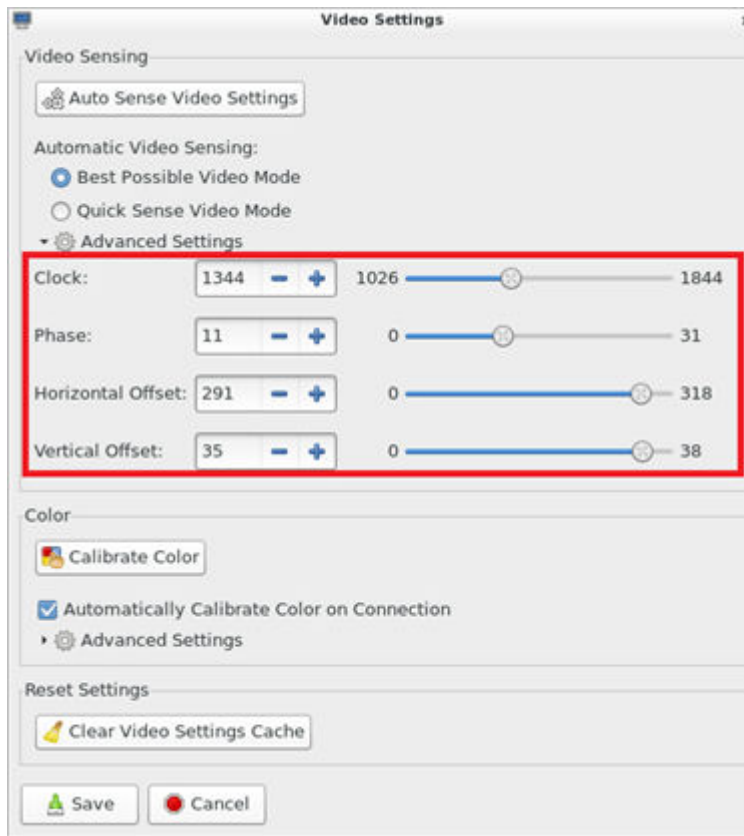 Video Settings
Video Sensing
Auto Sense Video Settings
Automatic Video Sensing:
Best Possible Video Mode
Quick Sense Video Mode
Advanced Settings
Clock: 1344 1026 1844
Phase: 11 0 31
Horizontal Offset: 291 0 318
Vertical Offset: 35 0 38
Color
Calibrate Color
Automatically Calibrate Color on Connection
Advanced Settings
Reset Settings
Clear Video Settings Cache
Save Cancel